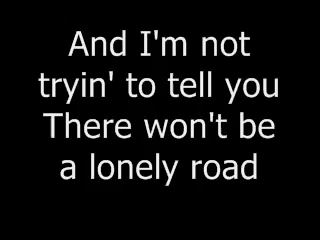 And I'm not
tryin' to tell you
There won't be
a lonely road